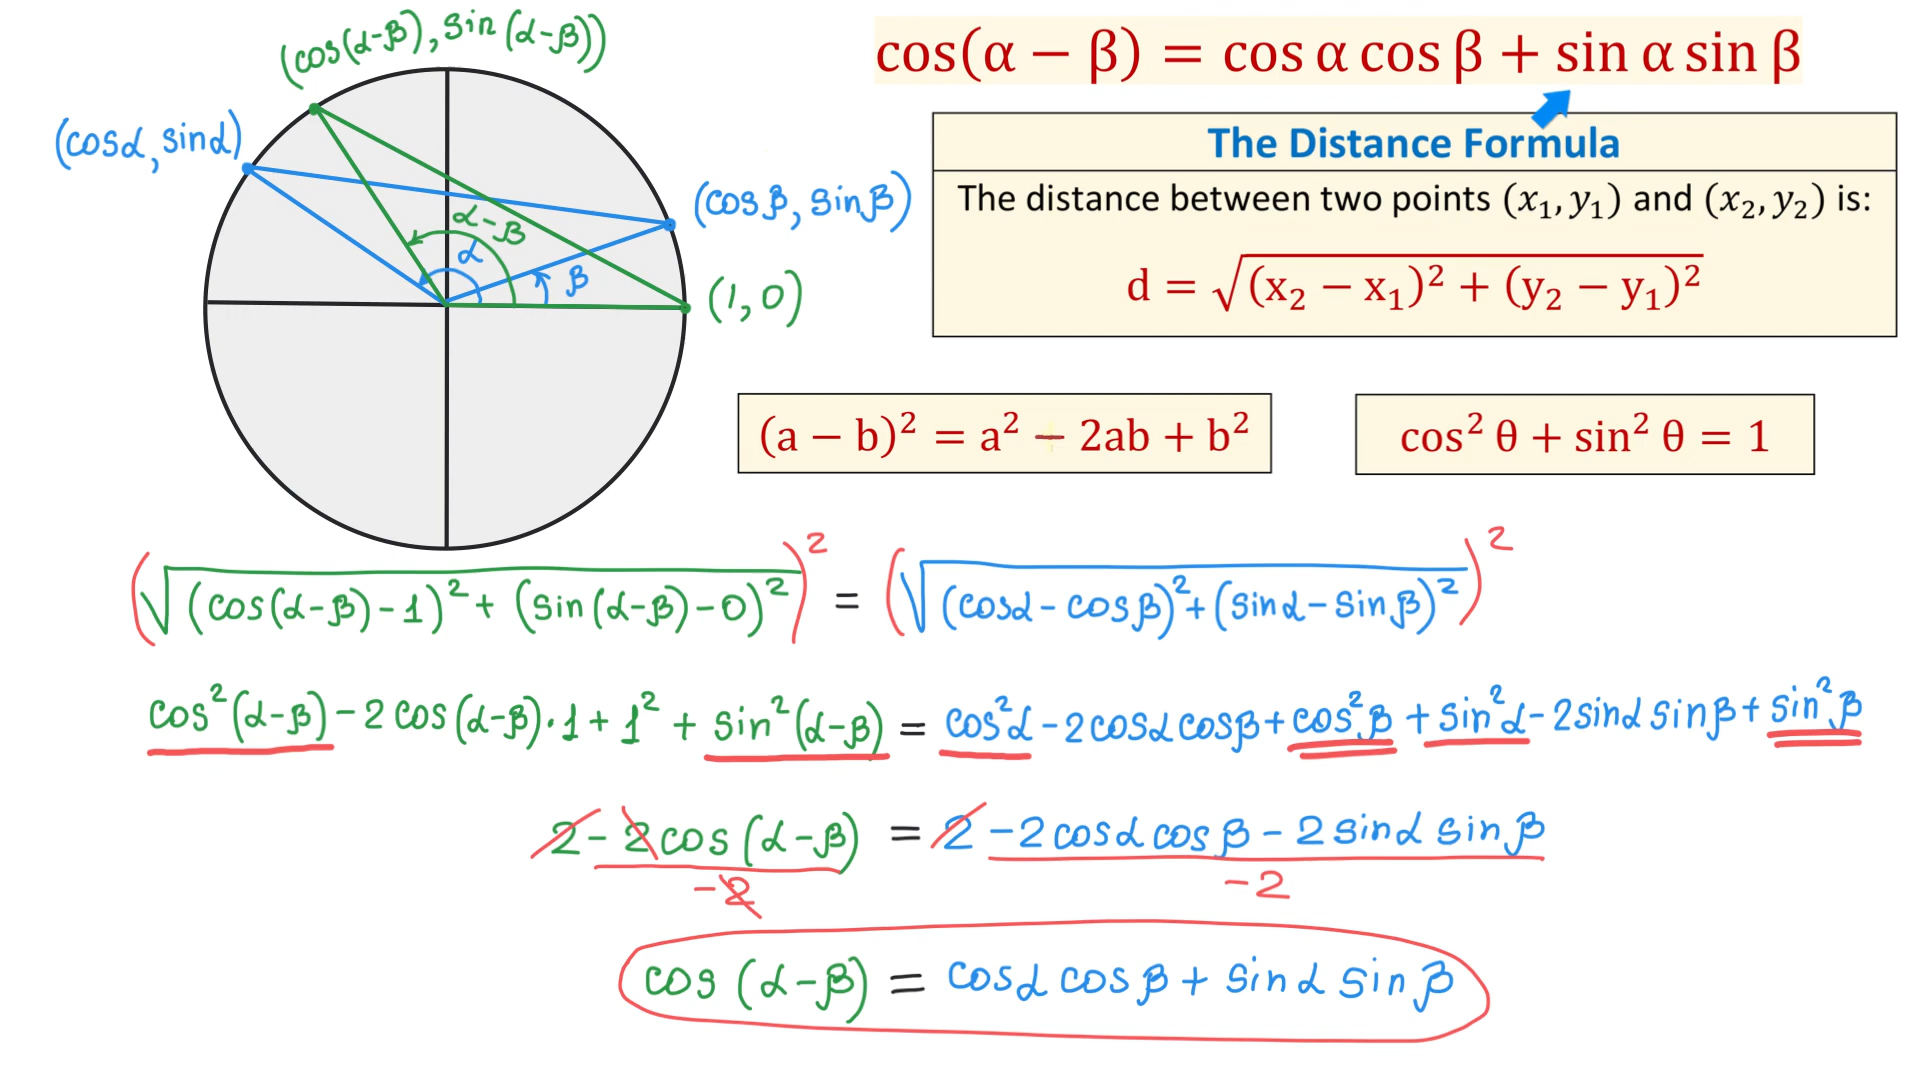 (cos(α-β), sin(α-β))
(cosα, sinα)
(cosβ, sinβ)
α-β
α
β
(1, 0)
cos(α − β) = cos α cos β + sin α sin β
The Distance Formula
The distance between two points (x₁, y₁) and (x₂, y₂) is:
d = √((x₂ − x₁)² + (y₂ − y₁)²)
(a − b)² = a² − 2ab + b²
cos² θ + sin² θ = 1
(√((cos(α-β)-1)² + (sin(α-β)-0)²))² = (√((cosα-cosβ)² + (sinα-sinβ)²))²
cos²(α-β) - 2cos(α-β)·1 + 1² + sin²(α-β) = cos²α - 2cosα cosβ + cos²β + sin²α - 2sinα sinβ + sin²β
2 - 2cos(α-β) = 2 - 2cosα cosβ - 2sinα sinβ
-2 -2
cos(α-β) = cosα cosβ + sinα sinβ